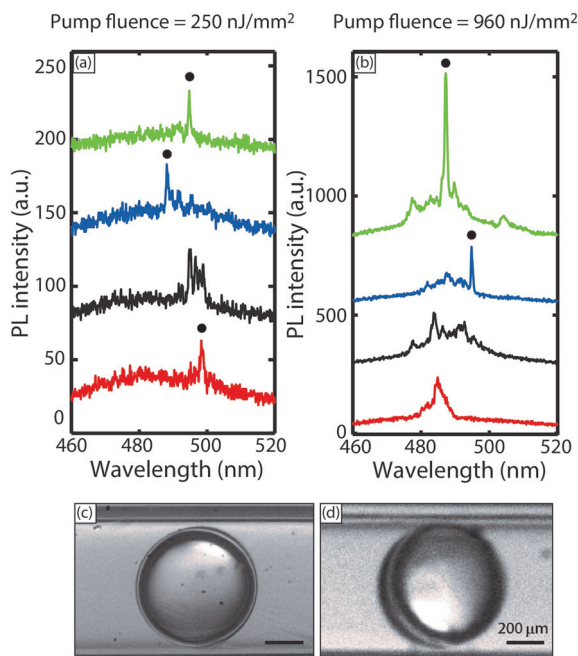 Pump fluence = 250 nJ/mm²
Pump fluence = 960 nJ/mm²
(a)
250
200
150
100
50
0
PL intensity (a.u.)
460 480 500 520
Wavelength (nm)
(b)
1500
1000
500
0
PL intensity (a.u.)
460 480 500 520
Wavelength (nm)
(c)
(d)
200 µm